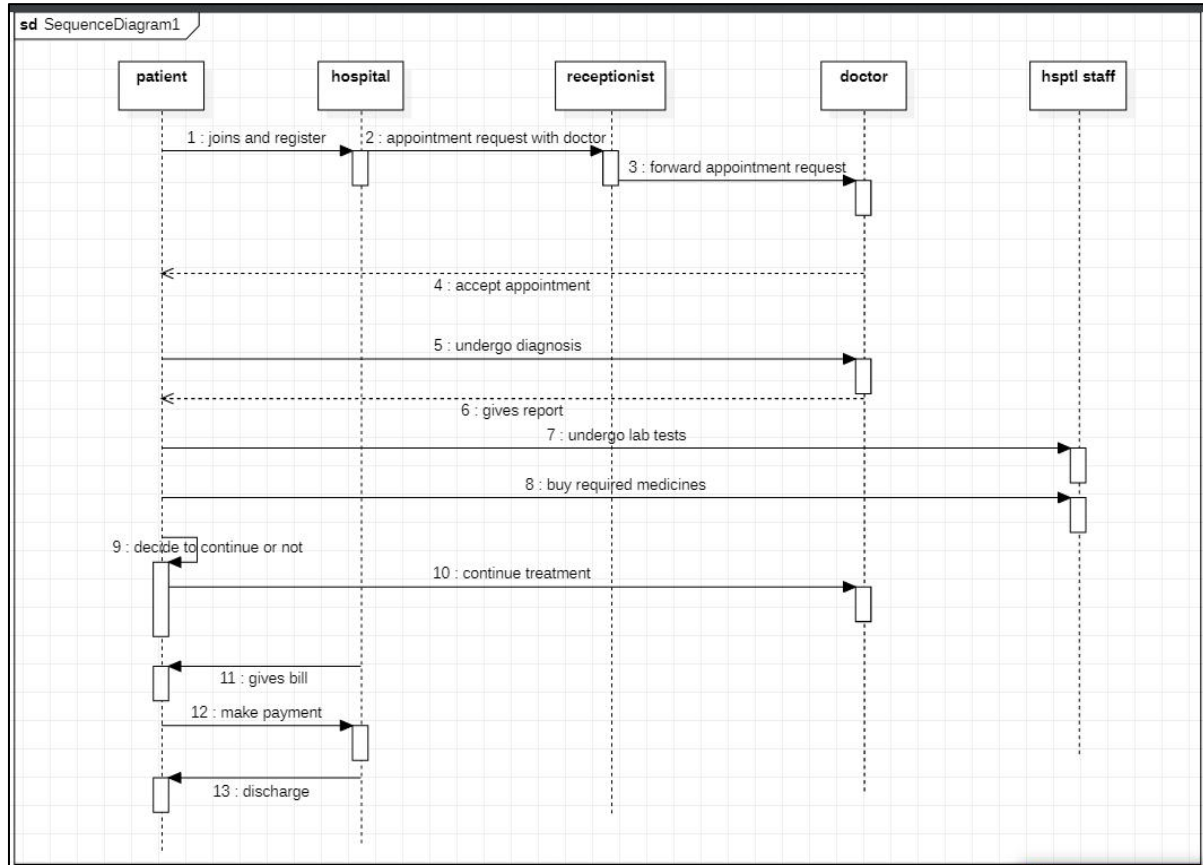 sd SequenceDiagram1
patient
hospital
receptionist
doctor
hsptl staff
1 : joins and register
2 : appointment request with doctor
3 : forward appointment request
4 : accept appointment
5 : undergo diagnosis
6 : gives report
7 : undergo lab tests
8 : buy required medicines
9 : decide to continue or not
10 : continue treatment
11 : gives bill
12 : make payment
13 : discharge